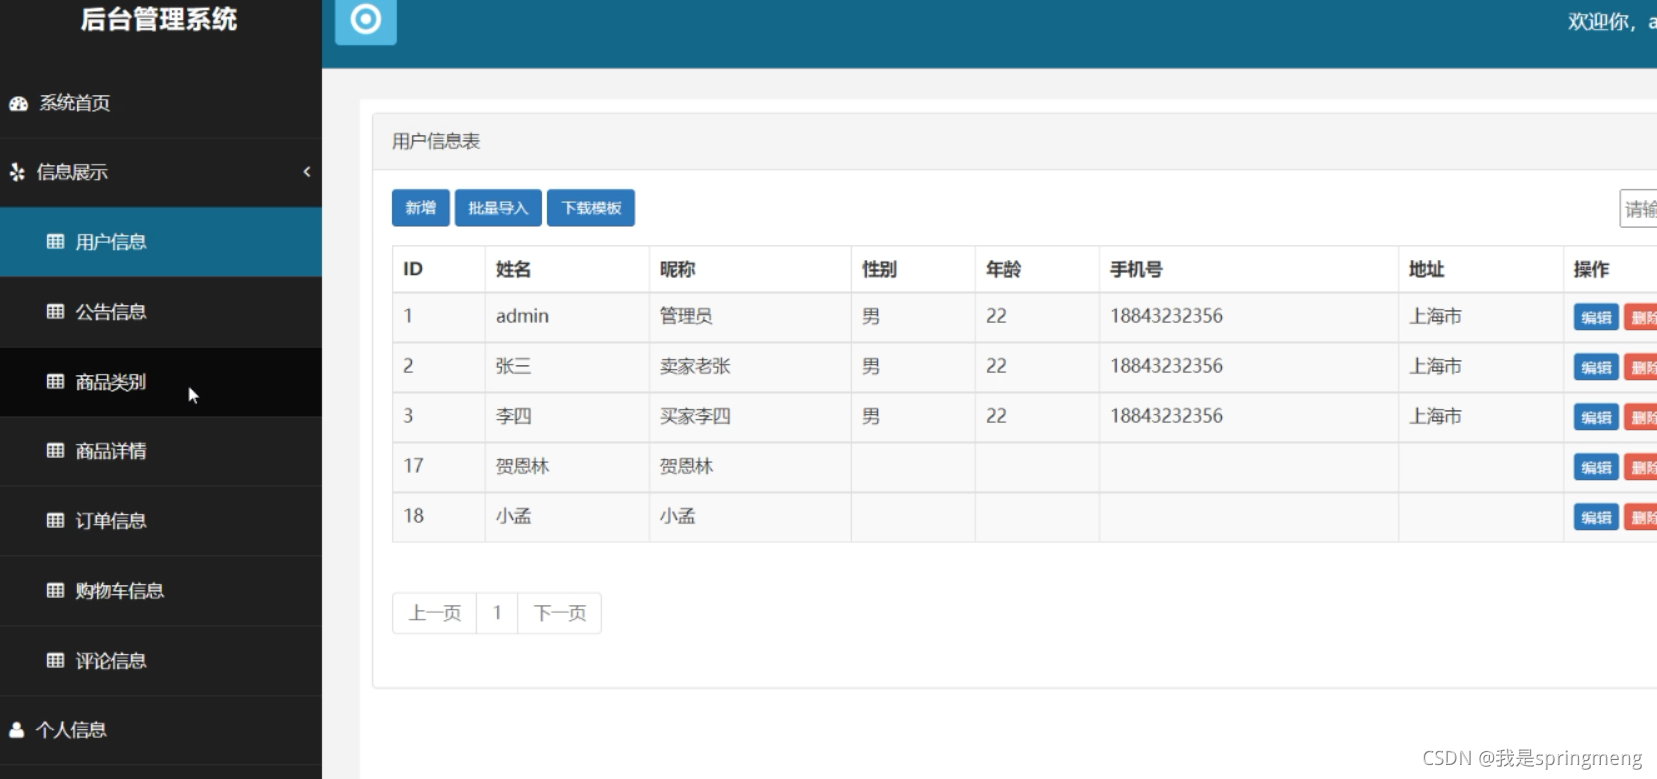 后台管理系统
欢迎你，a
系统首页
信息展示
用户信息
公告信息
商品类别
商品详情
订单信息
购物车信息
评论信息
个人信息
用户信息表
新增 批量导入 下载模板 请输
ID 姓名 昵称 性别 年龄 手机号 地址 操作
1 admin 管理员 男 22 18843232356 上海市 编辑 删除
2 张三 卖家老张 男 22 18843232356 上海市 编辑 删除
3 李四 买家李四 男 22 18843232356 上海市 编辑 删除
17 贺恩林 贺恩林 编辑 删除
18 小孟 小孟 编辑 删除
上一页 1 下一页
CSDN @我是springmeng